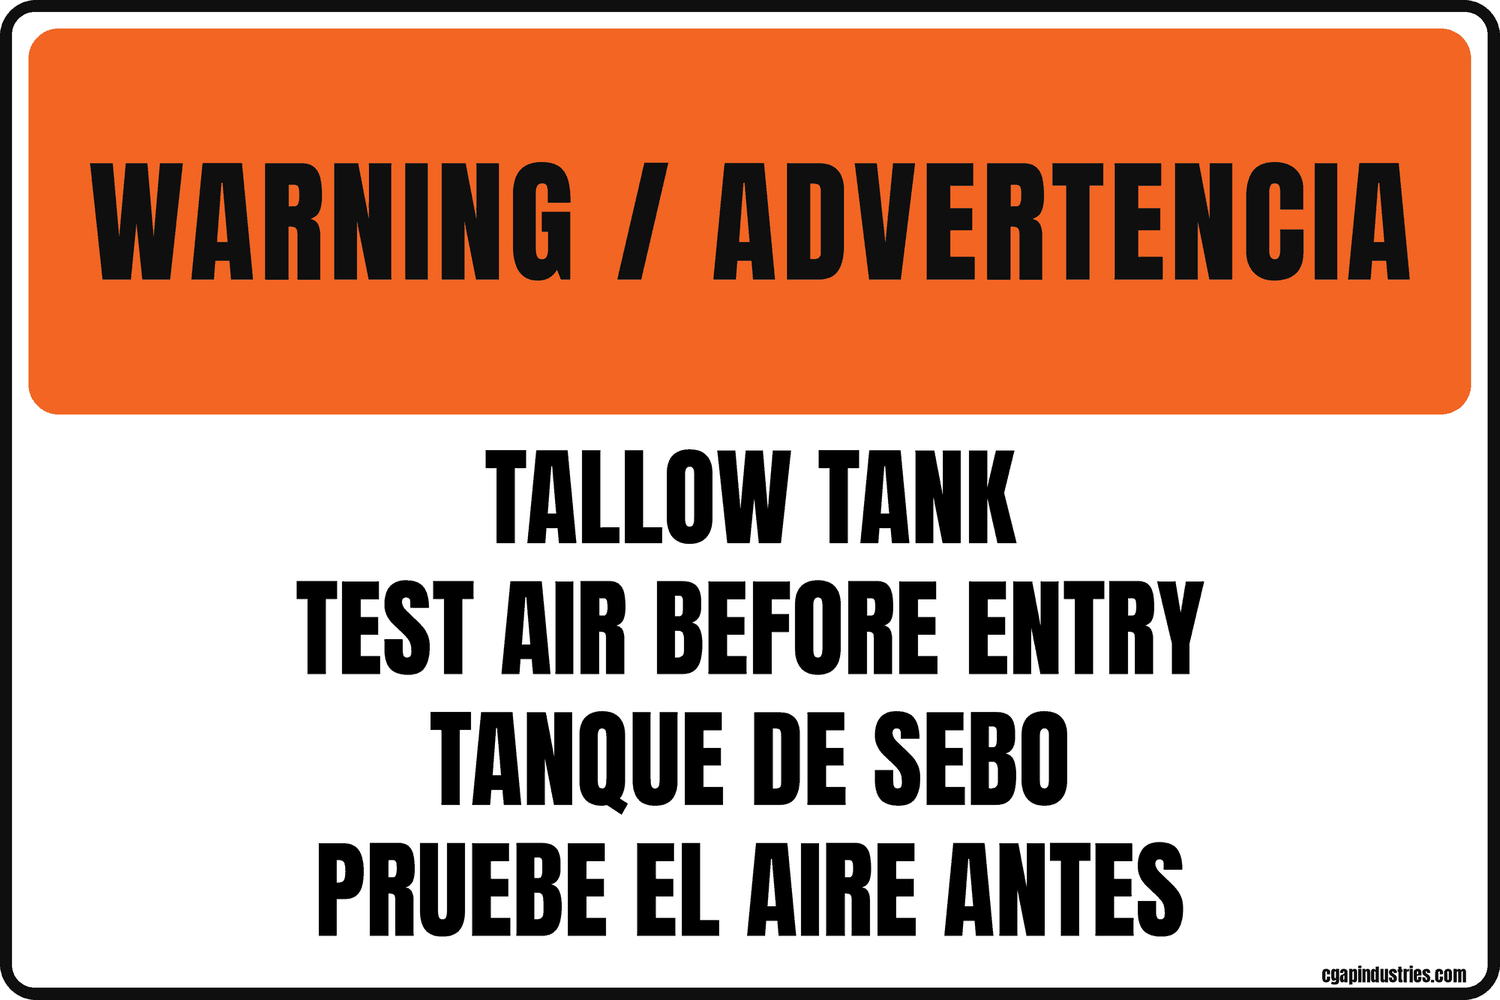 WARNING / ADVERTENCIA
TALLOW TANK
TEST AIR BEFORE ENTRY
TANQUE DE SEBO
PRUEBE EL AIRE ANTES
cgapindustries.com